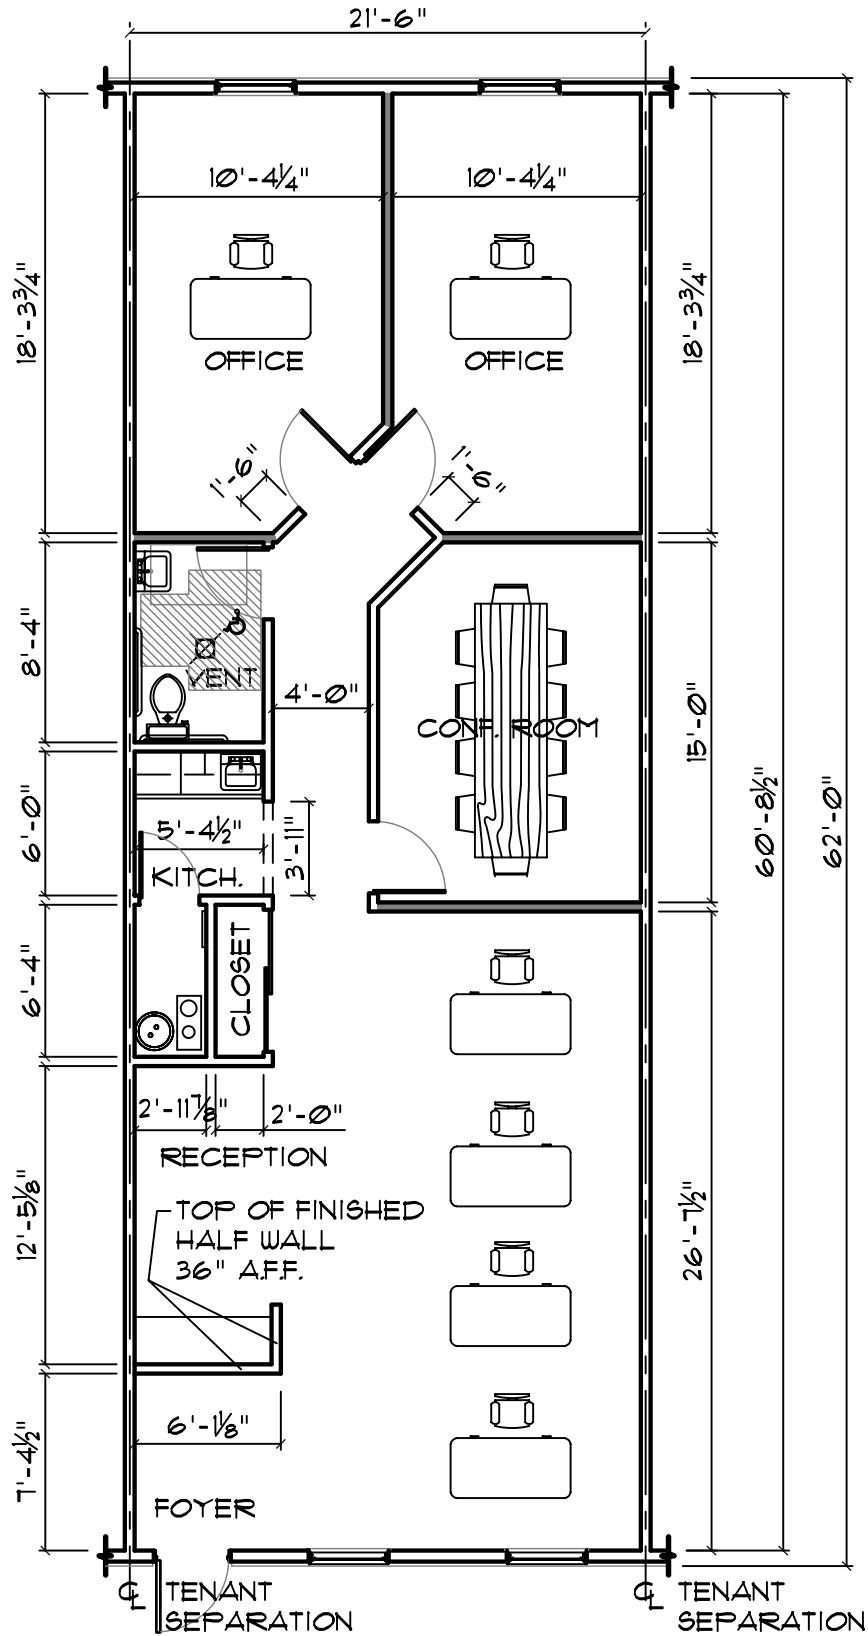 21'-6"
10'-4¼"
10'-4¼"
18'-3¾"
18'-3¾"
OFFICE
OFFICE
1'-6"
1'-6"
8'-4"
VENT
4'-0"
CONF. ROOM
15'-0"
60'-8½"
62'-0"
6'-0"
5'-4½"
3'-11"
KITCH.
6'-4"
CLOSET
2'-11⅞"
2'-0"
RECEPTION
12'-5⅛"
TOP OF FINISHED
HALF WALL
36" A.F.F.
26'-7½"
6'-1⅛"
7'-4½"
FOYER
℄ TENANT
SEPARATION
℄ TENANT
SEPARATION